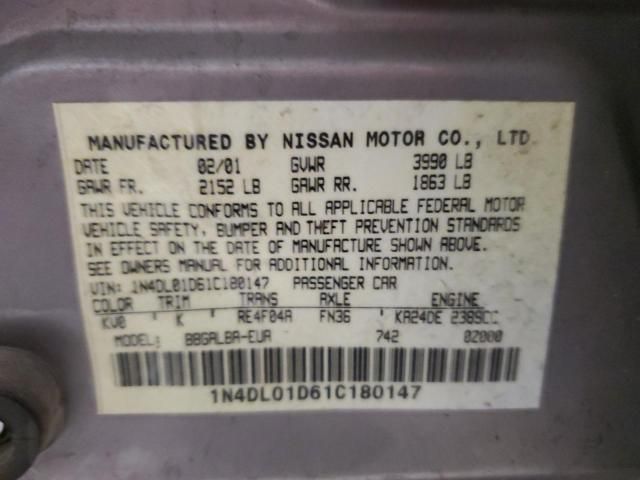 MANUFACTURED BY NISSAN MOTOR CO., LTD.
DATE 02/01 GVWR 3990 LB
GAWR FR. 2152 LB GAWR RR. 1863 LB
THIS VEHICLE CONFORMS TO ALL APPLICABLE FEDERAL MOTOR
VEHICLE SAFETY, BUMPER AND THEFT PREVENTION STANDARDS
IN EFFECT ON THE DATE OF MANUFACTURE SHOWN ABOVE.
SEE OWNERS MANUAL FOR ADDITIONAL INFORMATION.
VIN: 1N4DL01D61C180147 PASSENGER CAR
COLOR TRIM TRANS AXLE ENGINE
KV0 K RE4F04A FN36 KA24DE 2389CC
MODEL: BBGALBA-EUA 742 02000
1N4DL01D61C180147